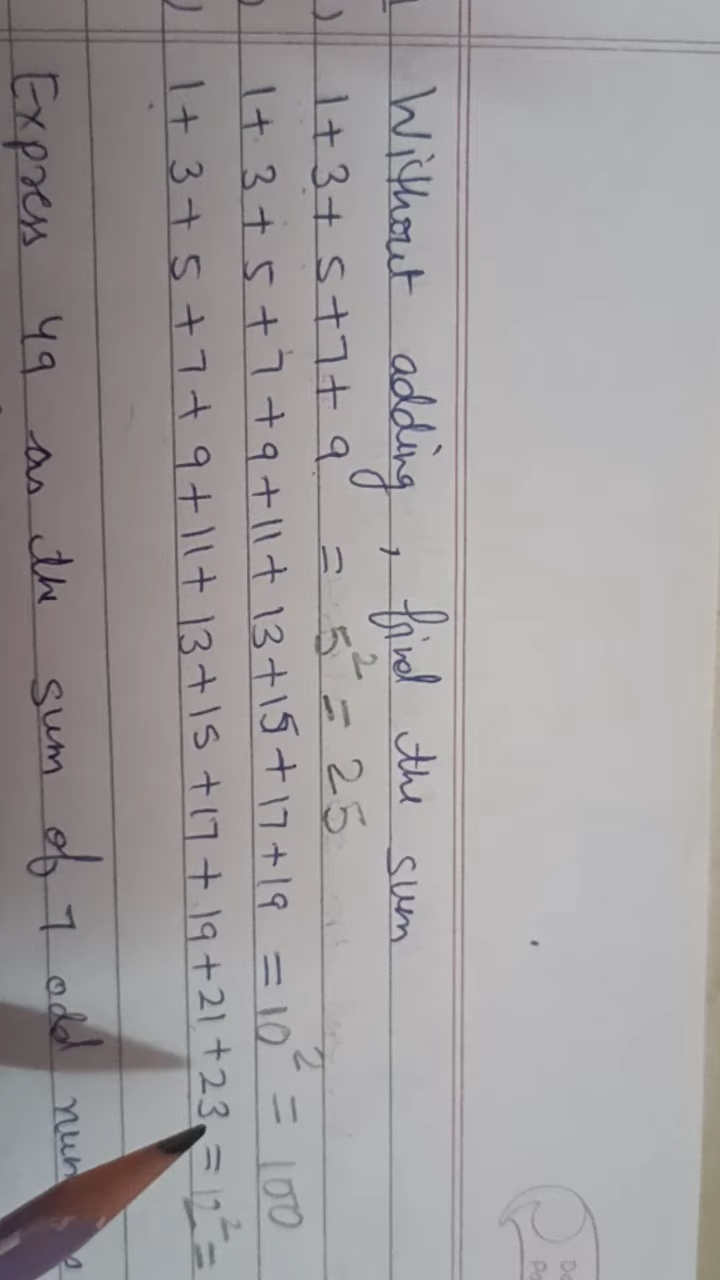 Without adding, find the sum
) 1+3+5+7+9 = 5² = 25
) 1+3+5+7+9+11+13+15+17+19 = 10² = 100
) 1+3+5+7+9+11+13+15+17+19+21+23 = 12² =
Express 49 as the sum of 7 odd